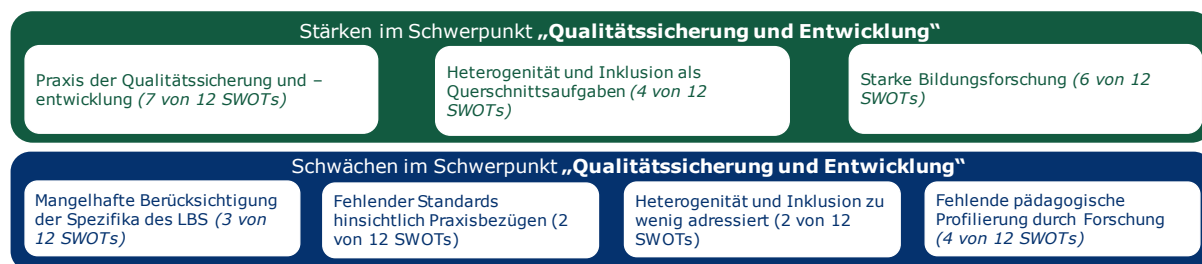 Stärken im Schwerpunkt „Qualitätssicherung und Entwicklung“
Praxis der Qualitätssicherung und –
entwicklung (7 von 12 SWOTs)
Heterogenität und Inklusion als
Querschnittsaufgaben (4 von 12
SWOTs)
Starke Bildungsforschung (6 von 12
SWOTs)
Schwächen im Schwerpunkt „Qualitätssicherung und Entwicklung“
Mangelhafte Berücksichtigung
der Spezifika des LBS (3 von
12 SWOTs)
Fehlender Standards
hinsichtlich Praxisbezügen (2
von 12 SWOTs)
Heterogenität und Inklusion zu
wenig adressiert (2 von 12
SWOTs)
Fehlende pädagogische
Profilierung durch Forschung
(4 von 12 SWOTs)